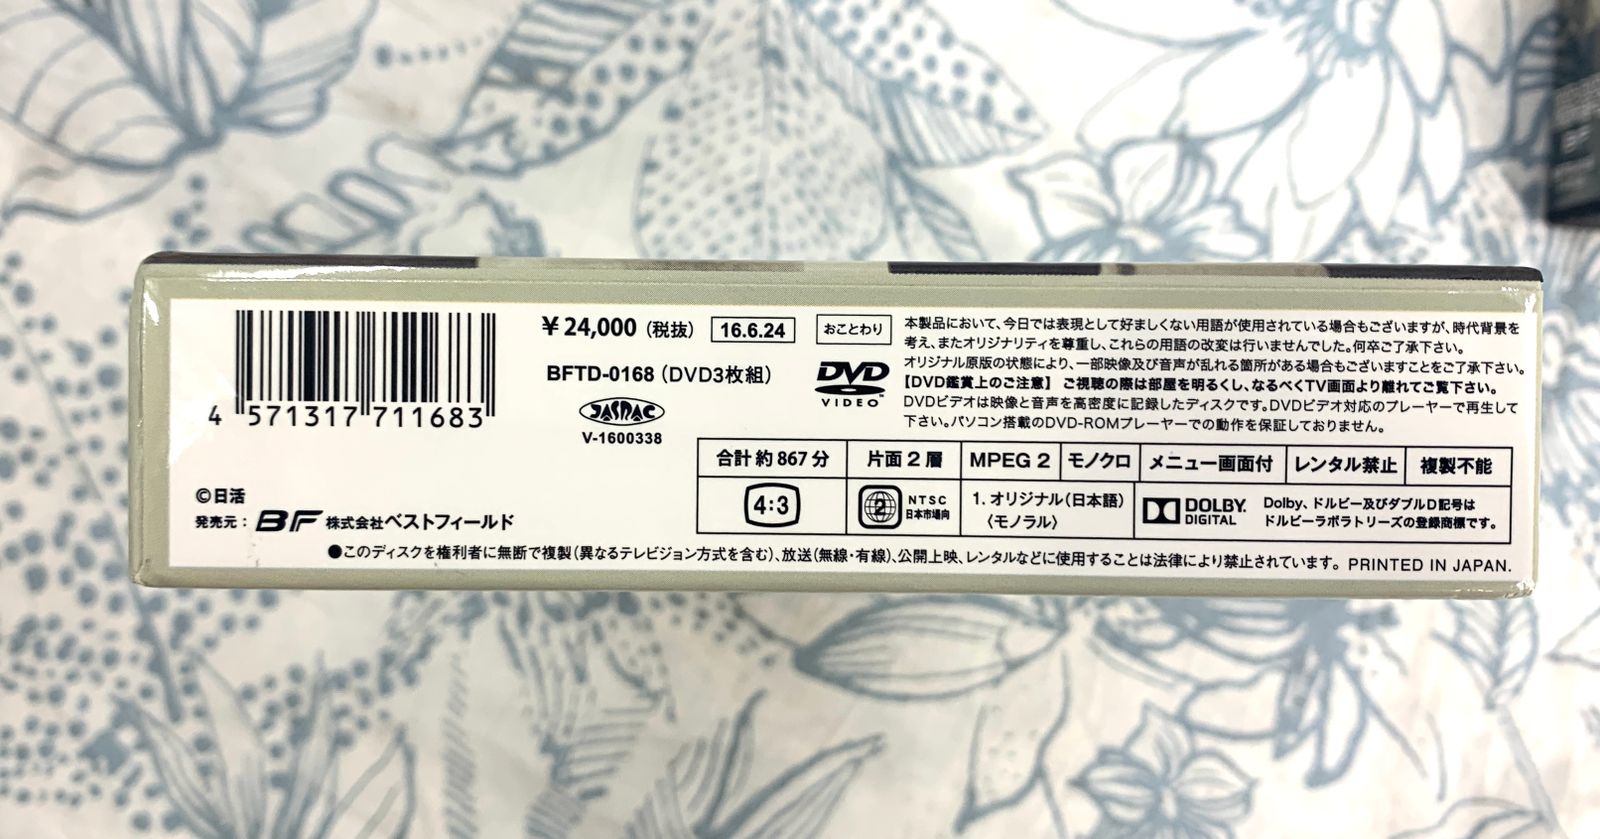 ¥24,000（税抜） 16.6.24
BFTD-0168（DVD3枚組）
JASRAC
V-1600338
4 571317 711683
©日活
発売元：BF 株式会社ベストフィールド
おことわり
本製品において、今日では表現として好ましくない用語が使用されている場合もございますが、時代背景を
考え、またオリジナリティを尊重し、これらの用語の改変は行いませんでした。何卒ご了承下さい。
オリジナル原版の状態により、一部映像及び音声が乱れる箇所がある場合もございますことをご了承下さい。
【DVD鑑賞上のご注意】 ご視聴の際は部屋を明るくし、なるべくTV画面より離れてご覧下さい。
DVDビデオは映像と音声を高密度に記録したディスクです。DVDビデオ対応のプレーヤーで再生して
下さい。パソコン搭載のDVD-ROMプレーヤーでの動作を保証しておりません。
DVD
VIDEO™
合計 約867分 片面2層 MPEG 2 モノクロ メニュー画面付 レンタル禁止 複製不能
4:3
2
NTSC
日本市場向
1. オリジナル（日本語）
〈モノラル〉
DOLBY
DIGITAL
Dolby、ドルビー及びダブルD記号は
ドルビーラボラトリーズの登録商標です。
●このディスクを権利者に無断で複製（異なるテレビジョン方式を含む）、放送（無線・有線）、公開上映、レンタルなどに使用することは法律により禁止されています。 PRINTED IN JAPAN.